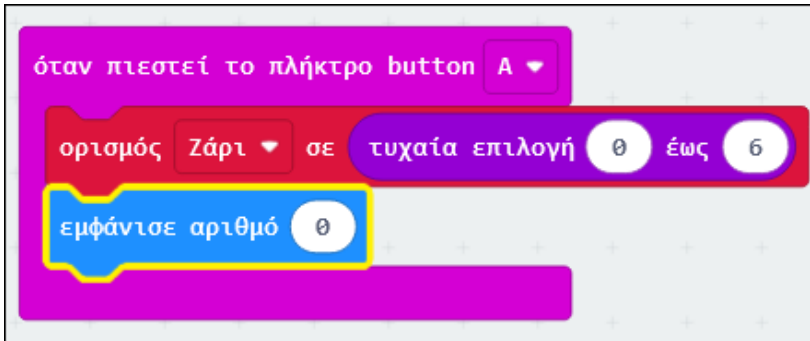 όταν πιεστεί το πλήκτρο button A
ορισμός Ζάρι σε τυχαία επιλογή 0 έως 6
εμφάνισε αριθμό 0